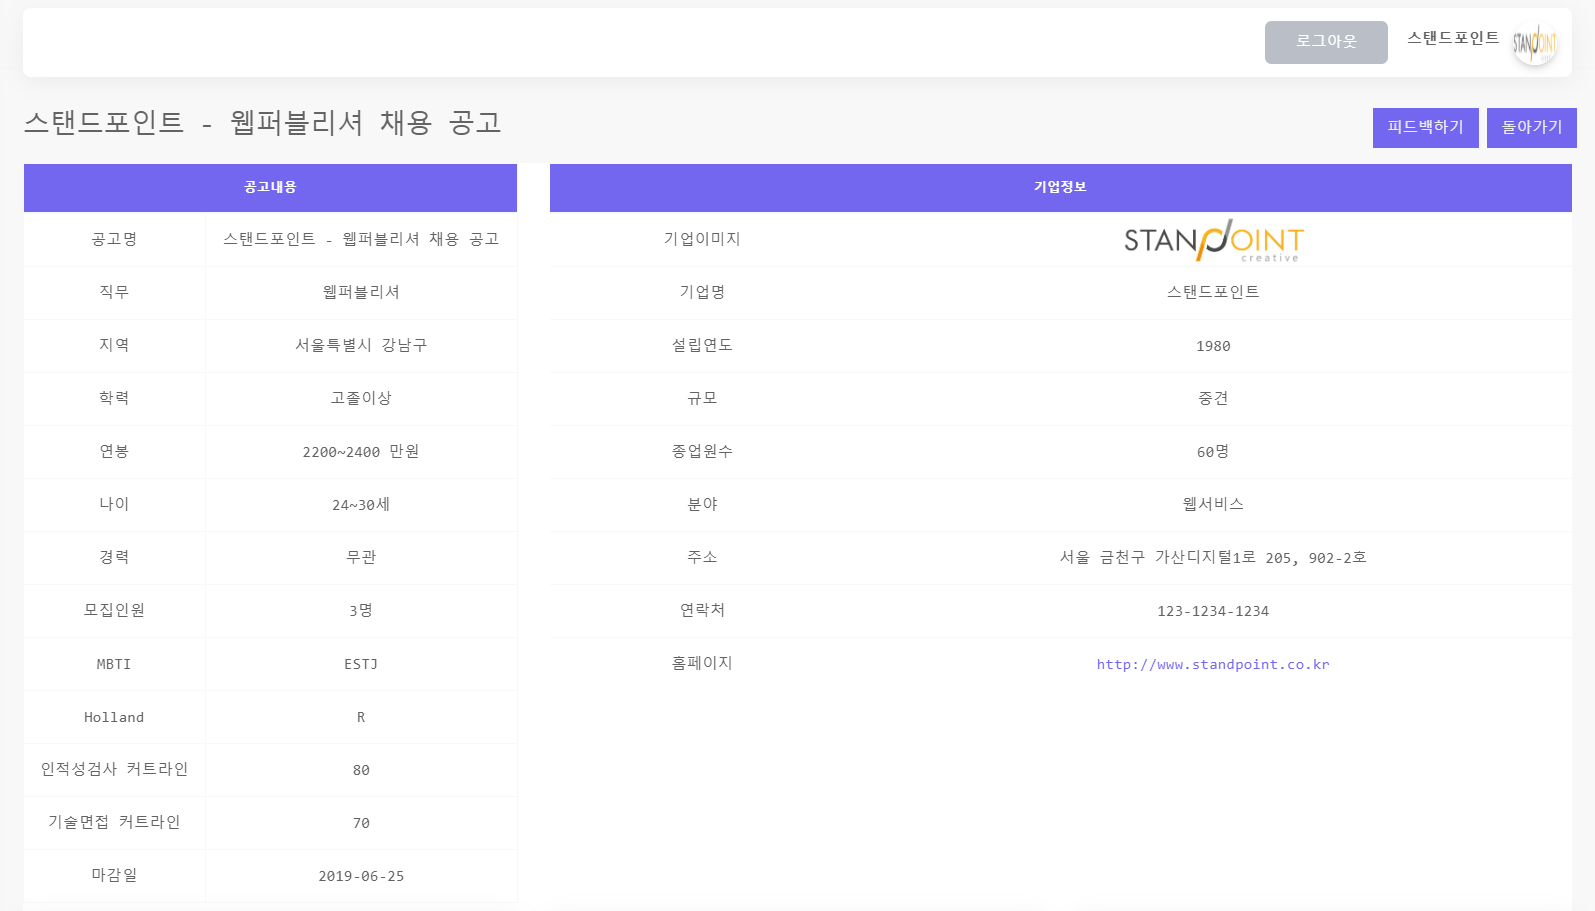 로그아웃 스탠드포인트 STANPOINT
스탠드포인트 - 웹퍼블리셔 채용 공고
피드백하기 돌아가기
공고내용
공고명 스탠드포인트 - 웹퍼블리셔 채용 공고
직무 웹퍼블리셔
지역 서울특별시 강남구
학력 고졸이상
연봉 2200~2400 만원
나이 24~30세
경력 무관
모집인원 3명
MBTI ESTJ
Holland R
인적성검사 커트라인 80
기술면접 커트라인 70
마감일 2019-06-25
기업정보
기업이미지 STANPOINT
creative
기업명 스탠드포인트
설립연도 1980
규모 중견
종업원수 60명
분야 웹서비스
주소 서울 금천구 가산디지털1로 205, 902-2호
연락처 123-1234-1234
홈페이지 http://www.standpoint.co.kr